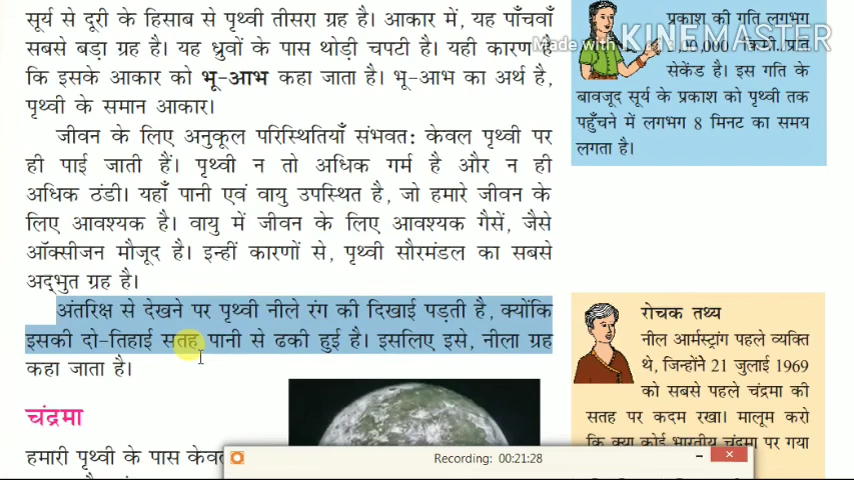 सूर्य से दूरी के हिसाब से पृथ्वी तीसरा ग्रह है। आकार में, यह पाँचवाँ
सबसे बड़ा ग्रह है। यह ध्रुवों के पास थोड़ी चपटी है। यही कारण है
कि इसके आकार को भू-आभ कहा जाता है। भू-आभ का अर्थ है,
पृथ्वी के समान आकार।
जीवन के लिए अनुकूल परिस्थितियाँ संभवत: केवल पृथ्वी पर
ही पाई जाती हैं। पृथ्वी न तो अधिक गर्म है और न ही
अधिक ठंडी। यहाँ पानी एवं वायु उपस्थित है, जो हमारे जीवन के
लिए आवश्यक है। वायु में जीवन के लिए आवश्यक गैसें, जैसे
ऑक्सीजन मौजूद है। इन्हीं कारणों से, पृथ्वी सौरमंडल का सबसे
अद्भुत ग्रह है।
अंतरिक्ष से देखने पर पृथ्वी नीले रंग की दिखाई पड़ती है, क्योंकि
इसकी दो-तिहाई सतह पानी से ढकी हुई है। इसलिए इसे, नीला ग्रह
कहा जाता है।
चंद्रमा
हमारी पृथ्वी के पास केवल
प्रकाश की गति लगभग
00,000 किमी. प्रति
सेकेंड है। इस गति के
बावजूद सूर्य के प्रकाश को पृथ्वी तक
पहुँचने में लगभग 8 मिनट का समय
लगता है।
Made with KINEMASTER
रोचक तथ्य
नील आर्मस्ट्रांग पहले व्यक्ति
थे, जिन्होंने 21 जुलाई 1969
को सबसे पहले चंद्रमा की
सतह पर कदम रखा। मालूम करो
कि क्या कोई भारतीय चंद्रमा पर गया
Recording: 00:21:28